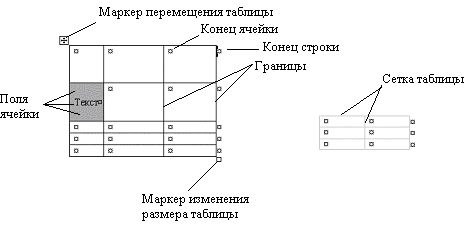 Маркер перемещения таблицы
Конец ячейки
Конец строки
Границы
Сетка таблицы
Поля
ячейки
Текст
Маркер изменения
размера таблицы